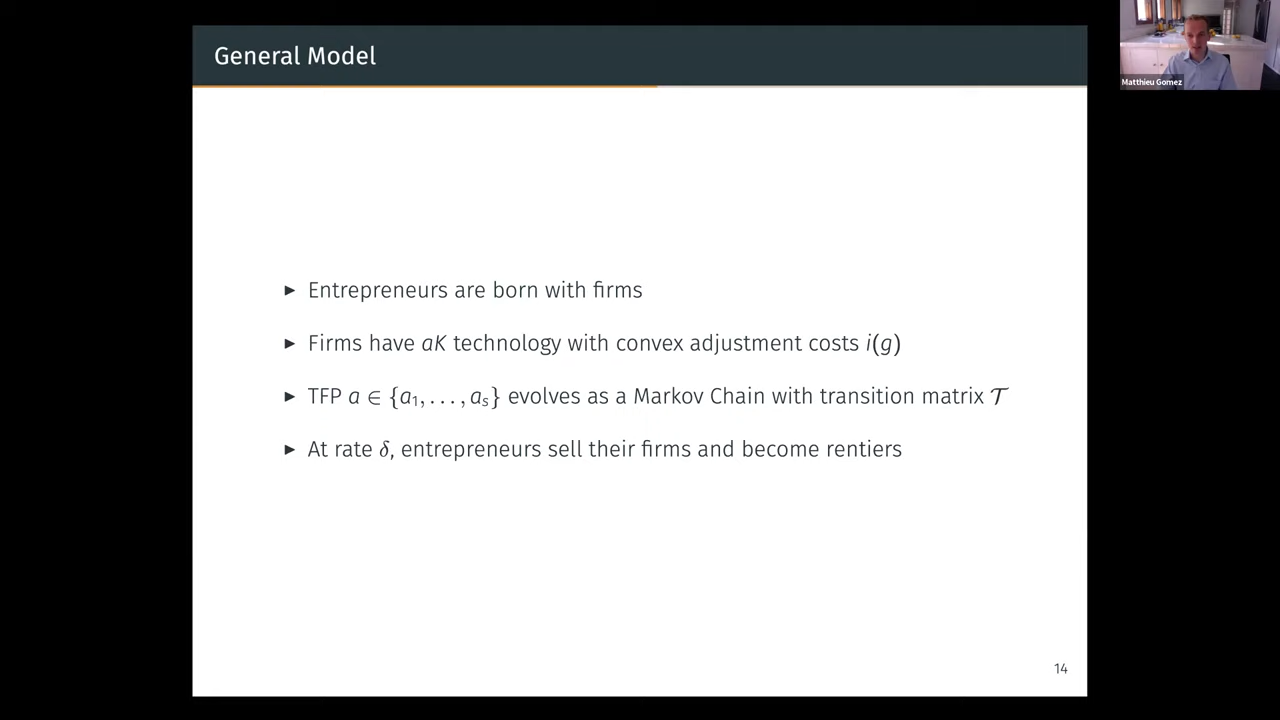 General Model
Matthieu Gomez
▶ Entrepreneurs are born with firms
▶ Firms have aK technology with convex adjustment costs i(g)
▶ TFP a ∈ {a₁, . . . , aₛ} evolves as a Markov Chain with transition matrix 𝒯
▶ At rate δ, entrepreneurs sell their firms and become rentiers
14